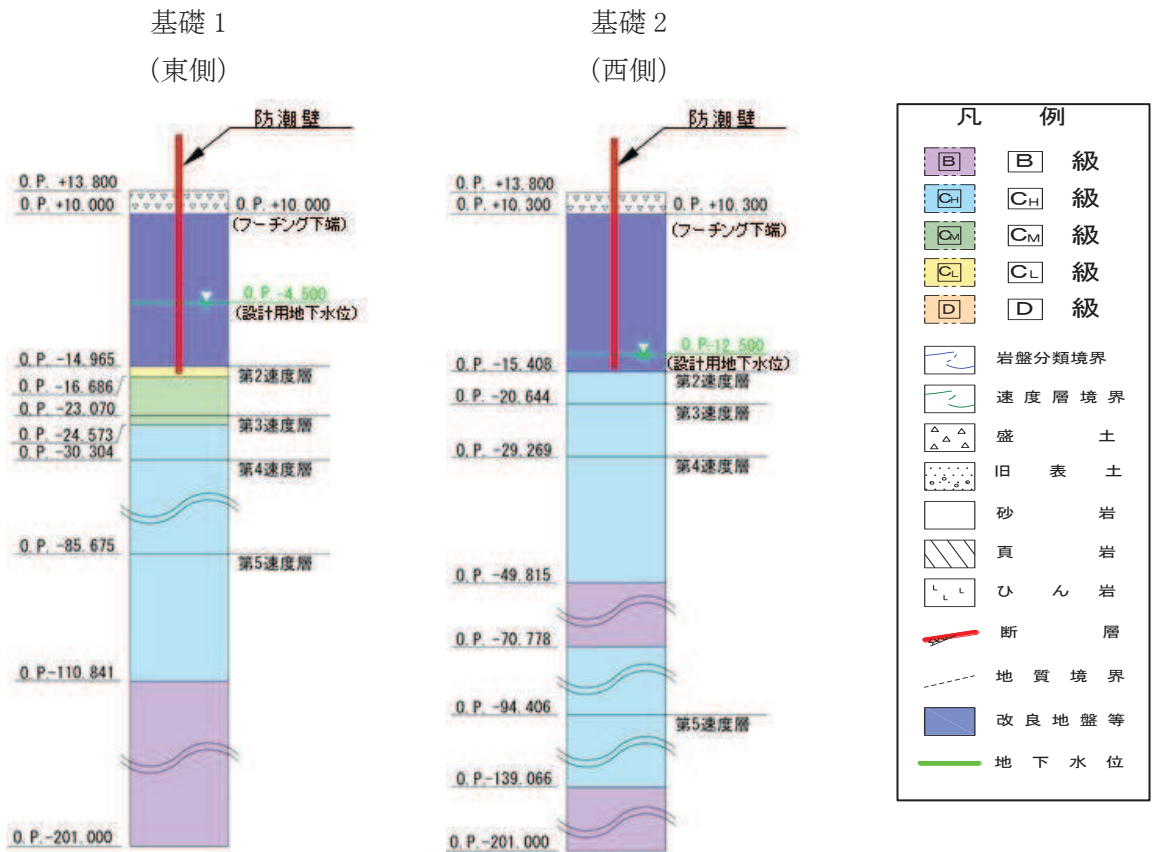 基礎 1
(東側)
防潮壁
O.P. +13.800
O.P. +10.000
O.P. +10.000
(フーチング下端)
O.P.-4.500
(設計用地下水位)
O.P. -14.965
第2速度層
O.P. -16.686
O.P. -23.070
第3速度層
O.P. -24.573
O.P. -30.304
第4速度層
O.P. -85.675
第5速度層
O.P-110.841
O.P.-201.000
基礎 2
(西側)
防潮壁
O.P. +13.800
O.P. +10.300
O.P. +10.300
(フーチング下端)
O.P-12.500
(設計用地下水位)
O.P. -15.408
第2速度層
O.P. -20.644
第3速度層
O.P. -29.269
第4速度層
O.P. -49.815
O.P. -70.778
O.P. -94.406
第5速度層
O.P.-139.066
O.P.-201.000
凡 例
B B 級
CH CH 級
CM CM 級
CL CL 級
D D 級
岩盤分類境界
速度層境界
盛土
旧表土
砂岩
頁岩
ひん岩
断層
地質境界
改良地盤等
地下水位